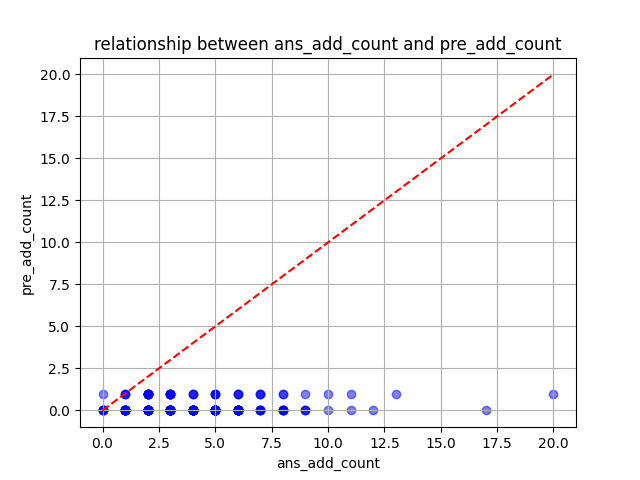 relationship between ans_add_count and pre_add_count
20.0
17.5
15.0
12.5
10.0
7.5
5.0
2.5
0.0
pre_add_count
0.0 2.5 5.0 7.5 10.0 12.5 15.0 17.5 20.0
ans_add_count